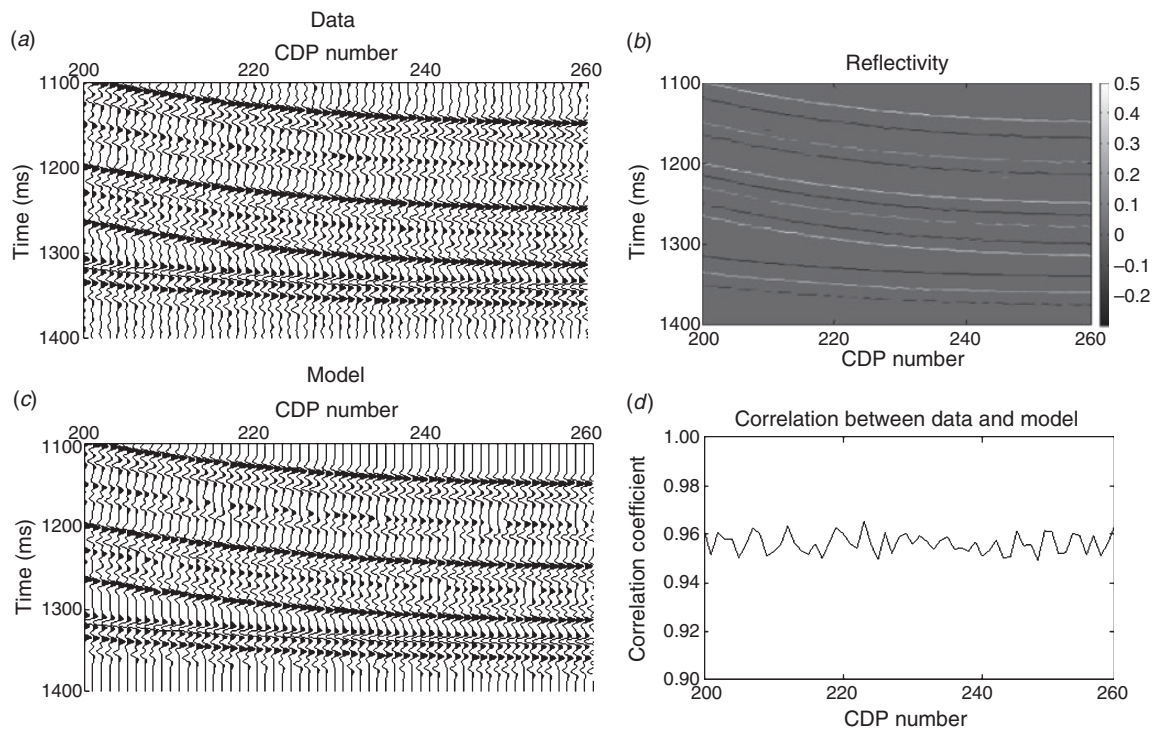 (a)
Data
CDP number
200 220 240 260
1100
1200
1300
1400
Time (ms)
(b)
Reflectivity
1100
1200
1300
1400
Time (ms)
200 220 240 260
CDP number
0.5
0.4
0.3
0.2
0.1
0
–0.1
–0.2
(c)
Model
CDP number
200 220 240 260
1100
1200
1300
1400
Time (ms)
(d)
Correlation between data and model
1.00
0.98
0.96
0.94
0.92
0.90
Correlation coefficient
200 220 240 260
CDP number